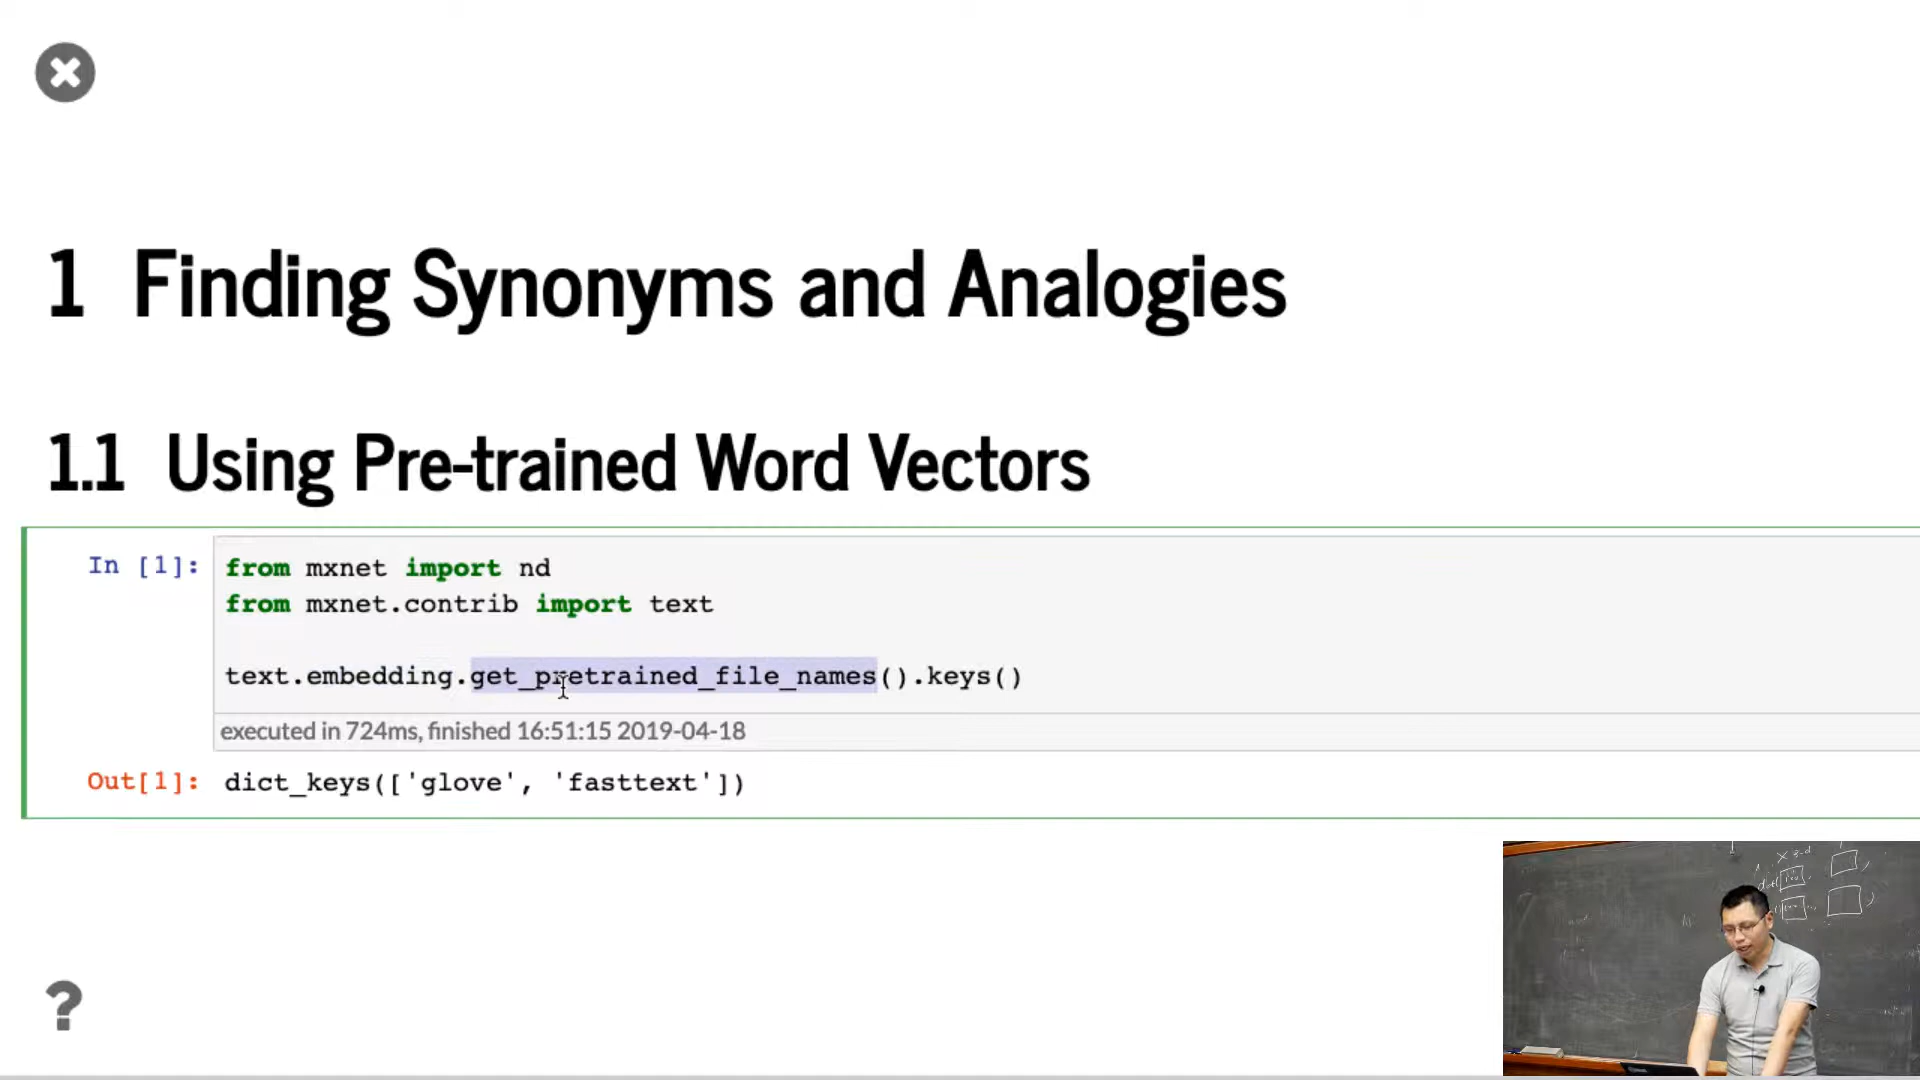 1 Finding Synonyms and Analogies
1.1 Using Pre-trained Word Vectors
In [1]:
from mxnet import nd
from mxnet.contrib import text
text.embedding.get_pretrained_file_names().keys()
executed in 724ms, finished 16:51:15 2019-04-18
Out[1]: dict_keys(['glove', 'fasttext'])
?